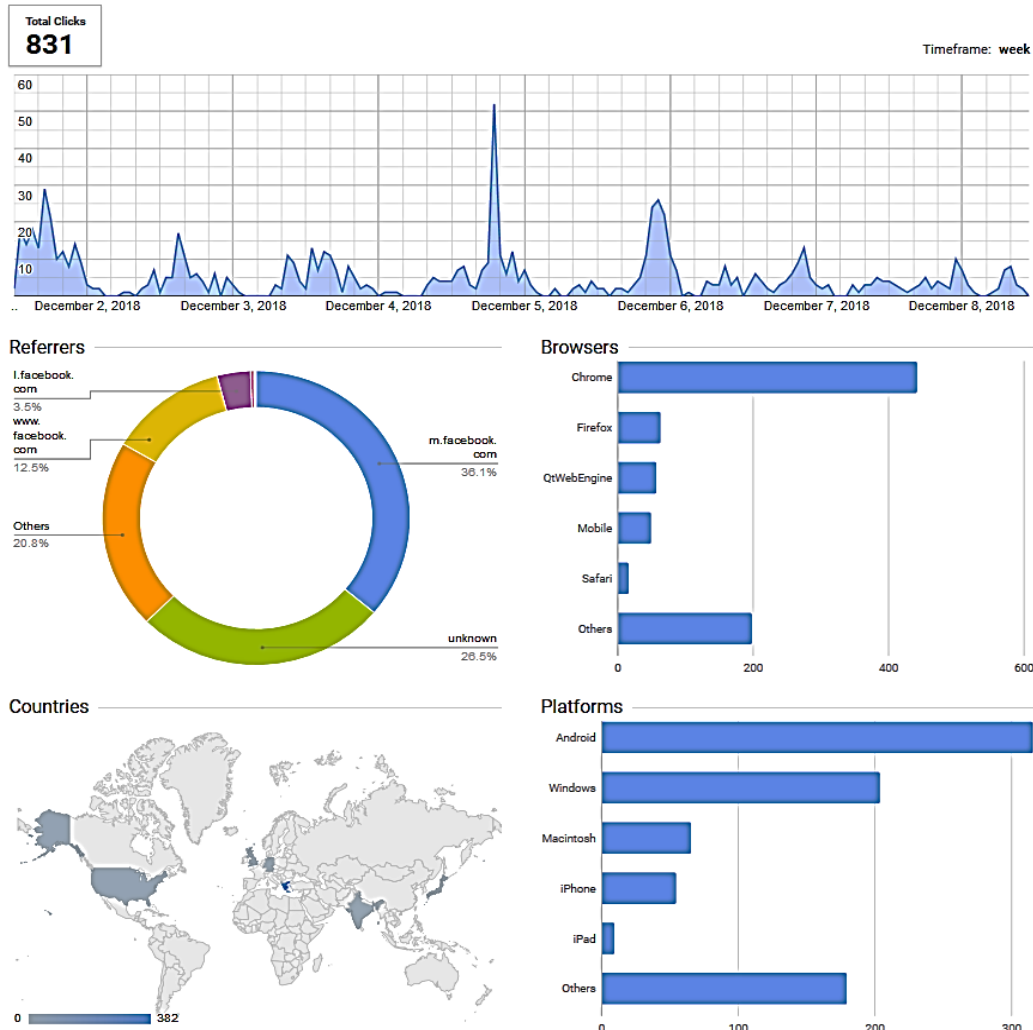 Total Clicks
831
Timeframe: week
60
50
40
30
20
10
..
December 2, 2018
December 3, 2018
December 4, 2018
December 5, 2018
December 6, 2018
December 7, 2018
December 8, 2018
Referrers
l.facebook.
com
3.5%
www.
facebook.
com
12.5%
Others
20.8%
m.facebook.
com
36.1%
unknown
26.5%
Browsers
Chrome
Firefox
QtWebEngine
Mobile
Safari
Others
0
200
400
600
Countries
0
382
Platforms
Android
Windows
Macintosh
iPhone
iPad
Others
0
100
200
300